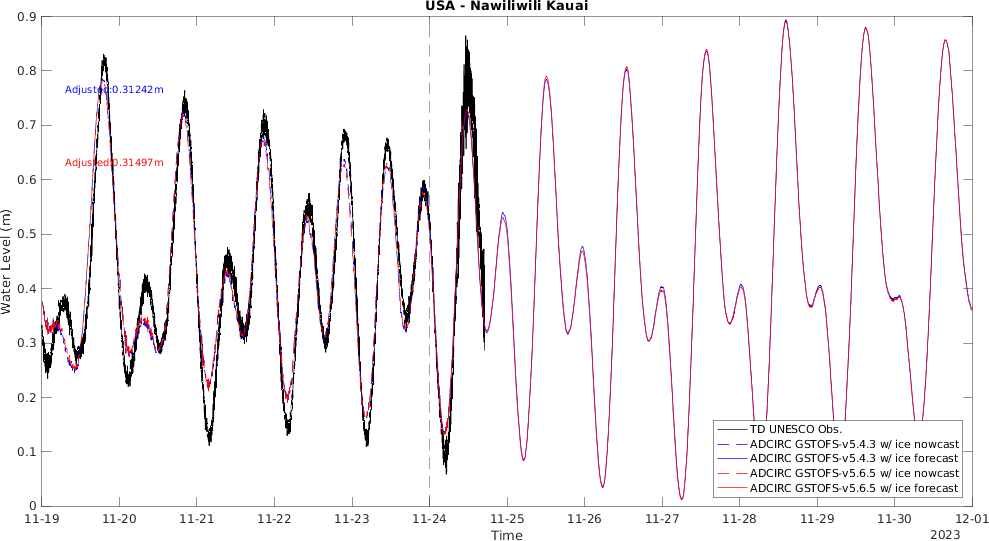 USA - Nawiliwili Kauai
0.9
0.8
0.7
0.6
0.5
0.4
0.3
0.2
0.1
0
Water Level (m)
Adjusted:0.31242m
Adjusted:0.31497m
TD UNESCO Obs.
ADCIRC GSTOFS-v5.4.3 w/ ice nowcast
ADCIRC GSTOFS-v5.4.3 w/ ice forecast
ADCIRC GSTOFS-v5.6.5 w/ ice nowcast
ADCIRC GSTOFS-v5.6.5 w/ ice forecast
11-19 11-20 11-21 11-22 11-23 11-24 11-25 11-26 11-27 11-28 11-29 11-30 12-01
Time
2023